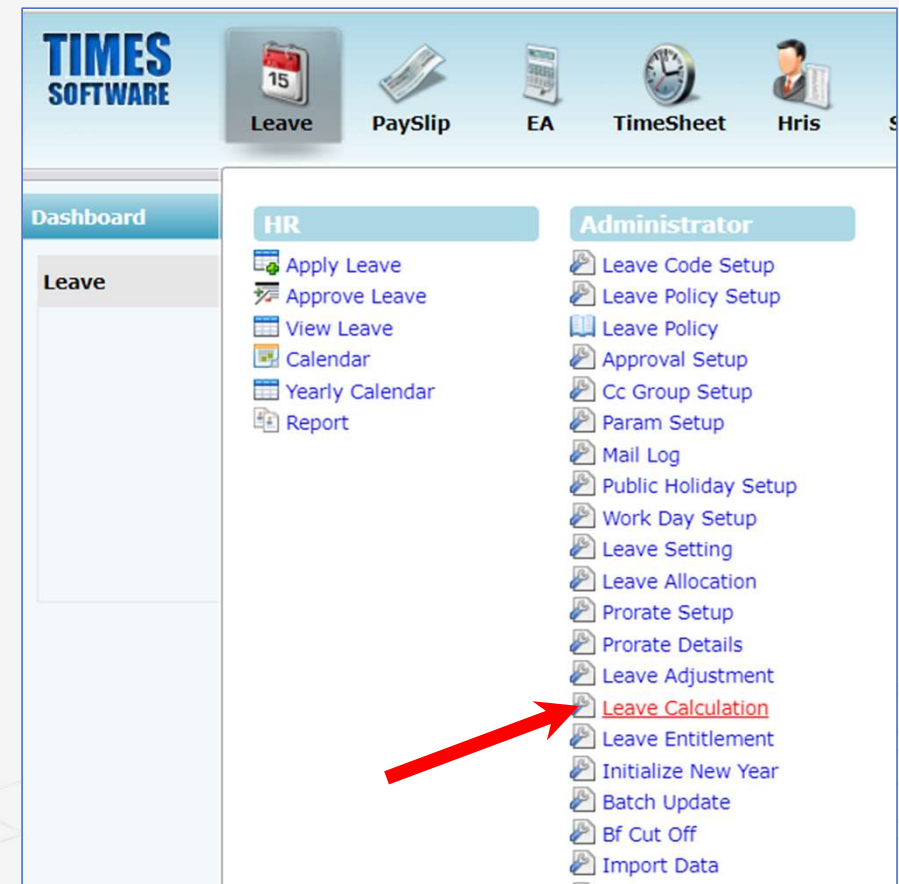 TIMES
SOFTWARE
15
Leave
PaySlip
EA
TimeSheet
Hris
Dashboard
Leave
HR
Apply Leave
Approve Leave
View Leave
Calendar
Yearly Calendar
Report
Administrator
Leave Code Setup
Leave Policy Setup
Leave Policy
Approval Setup
Cc Group Setup
Param Setup
Mail Log
Public Holiday Setup
Work Day Setup
Leave Setting
Leave Allocation
Prorate Setup
Prorate Details
Leave Adjustment
Leave Calculation
Leave Entitlement
Initialize New Year
Batch Update
Bf Cut Off
Import Data